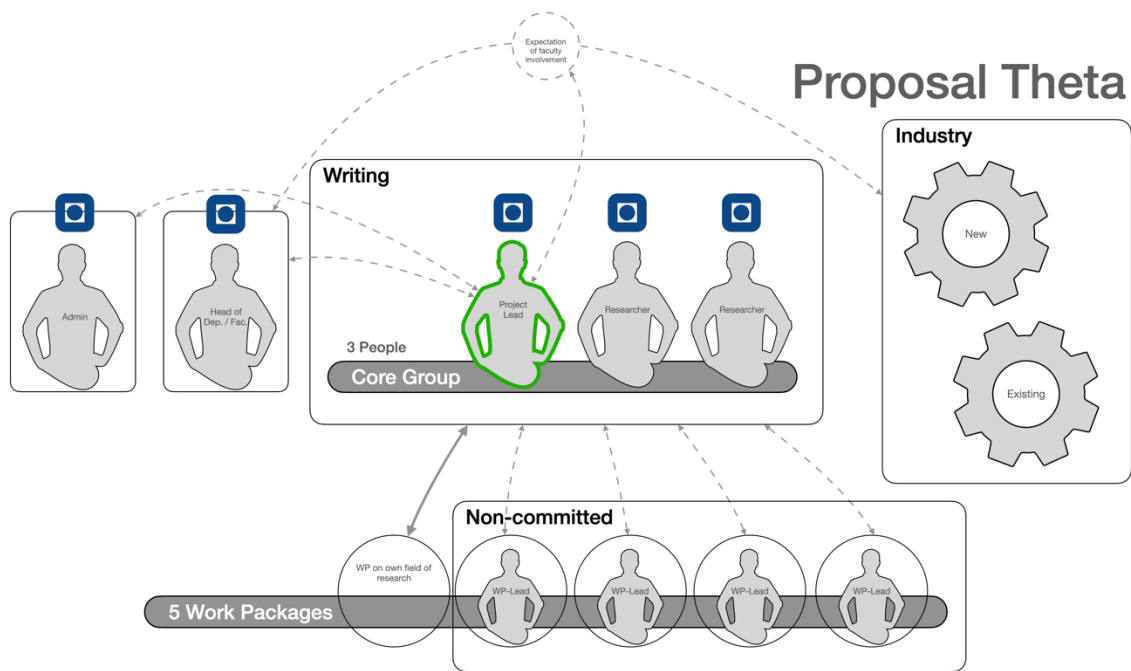 Expectation
of faculty
involvement
Proposal Theta
Industry
Writing
New
Admin
Head of
Dep. / Fac.
Project
Lead
Researcher
Researcher
3 People
Core Group
Existing
Non-committed
WP on own field of
research
WP-Lead
WP-Lead
WP-Lead
WP-Lead
5 Work Packages